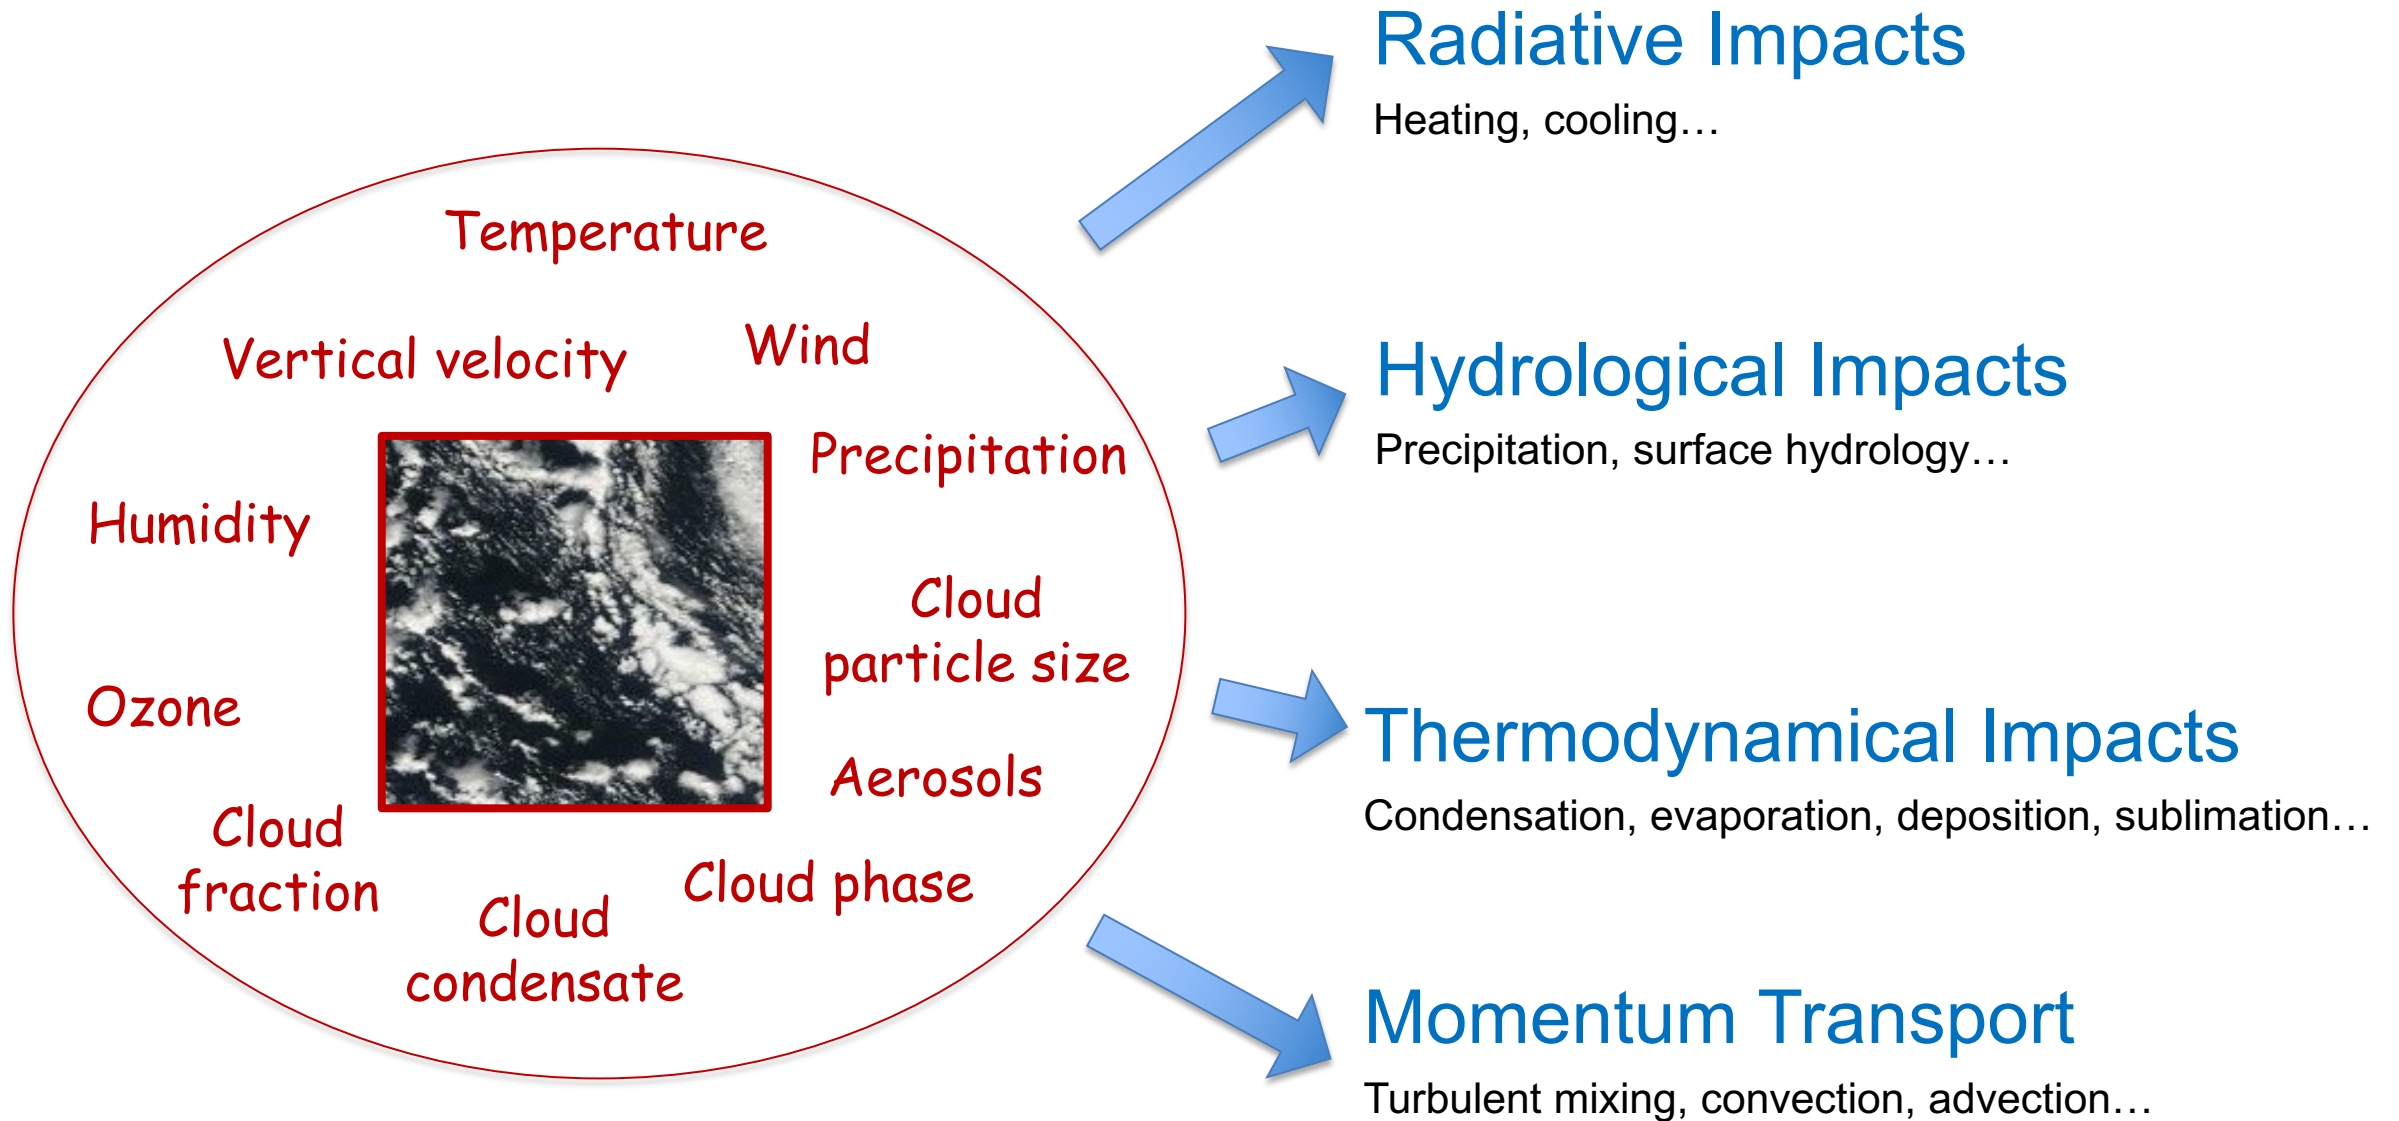 Temperature
Vertical velocity
Wind
Precipitation
Humidity
Cloud
particle size
Ozone
Aerosols
Cloud
fraction
Cloud phase
Cloud
condensate
Radiative Impacts
Heating, cooling…
Hydrological Impacts
Precipitation, surface hydrology…
Thermodynamical Impacts
Condensation, evaporation, deposition, sublimation…
Momentum Transport
Turbulent mixing, convection, advection…